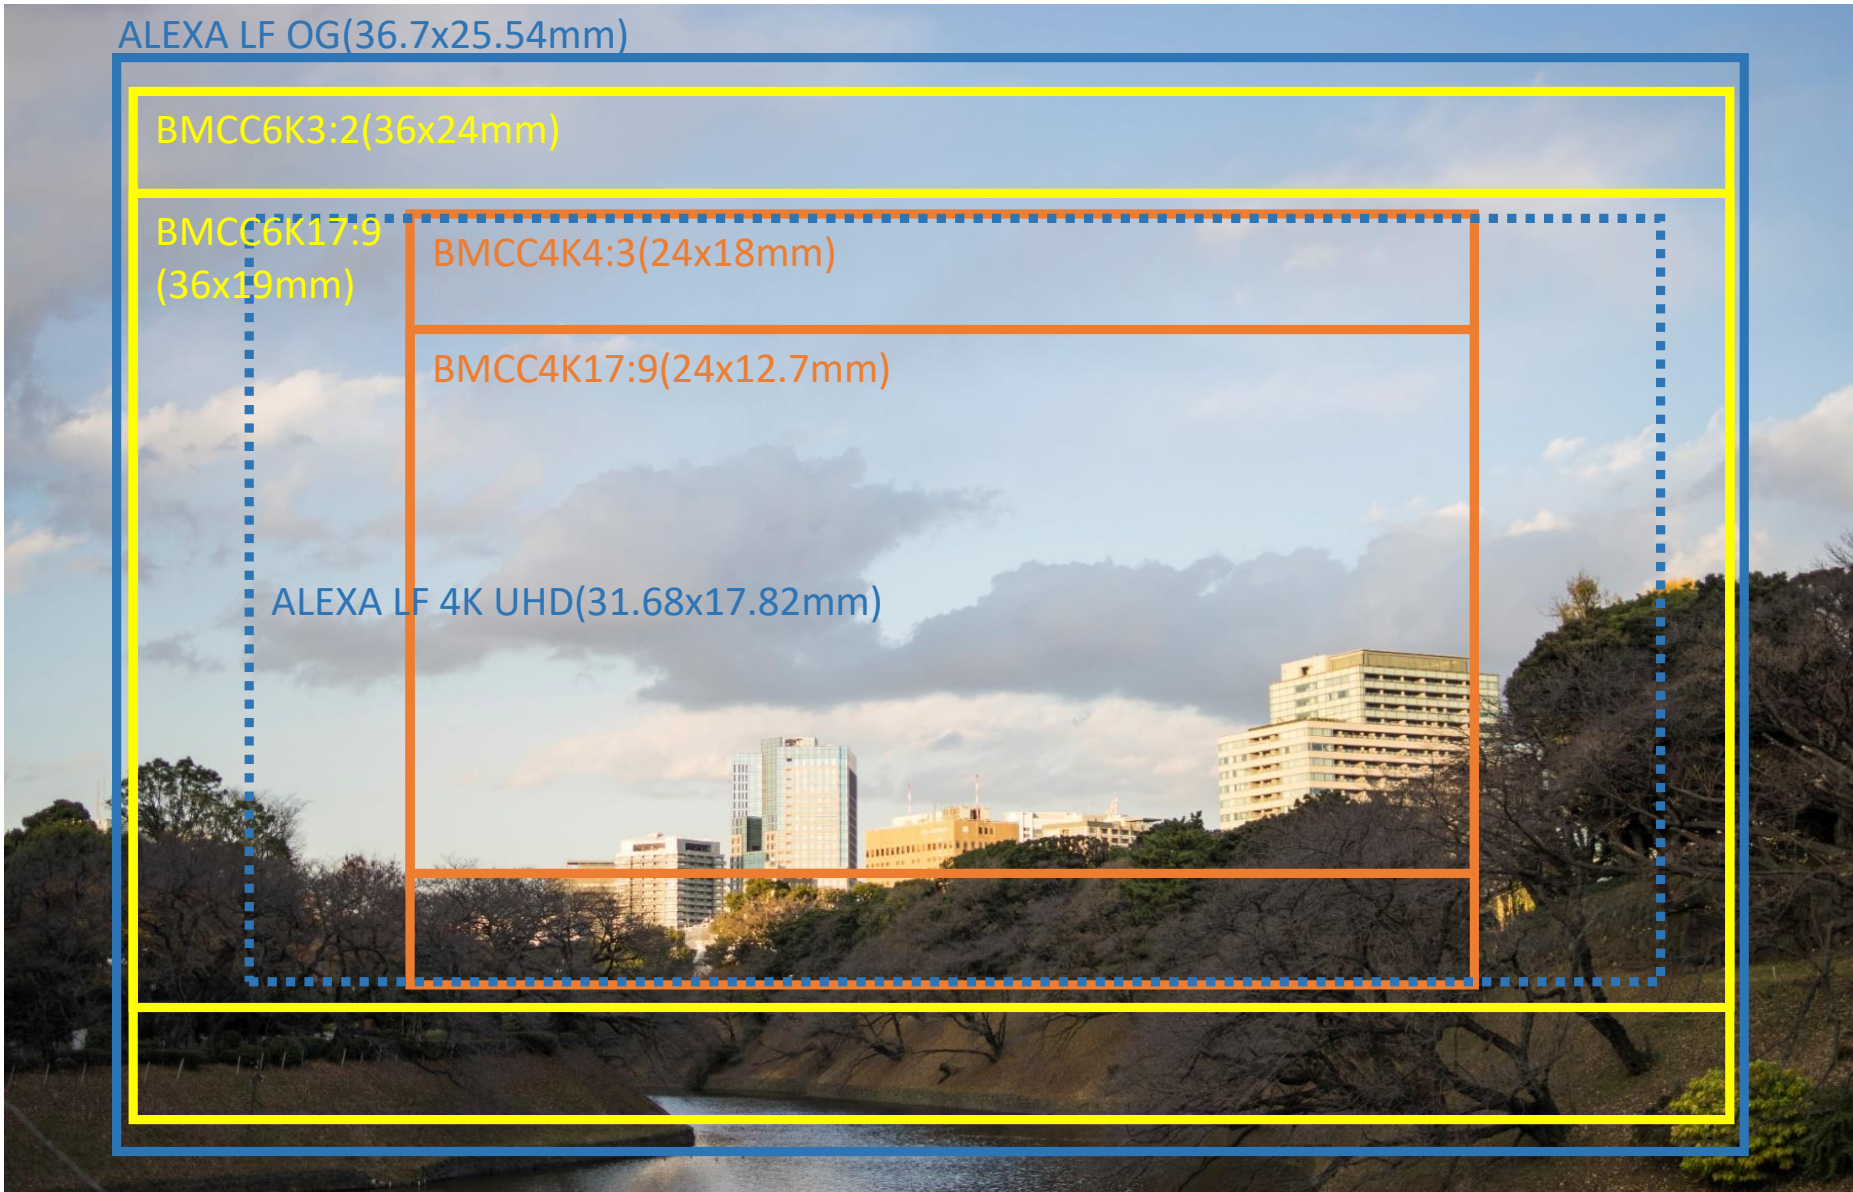 ALEXA LF OG(36.7x25.54mm)
BMCC6K3:2(36x24mm)
BMCC6K17:9
(36x19mm)
BMCC4K4:3(24x18mm)
BMCC4K17:9(24x12.7mm)
ALEXA LF 4K UHD(31.68x17.82mm)